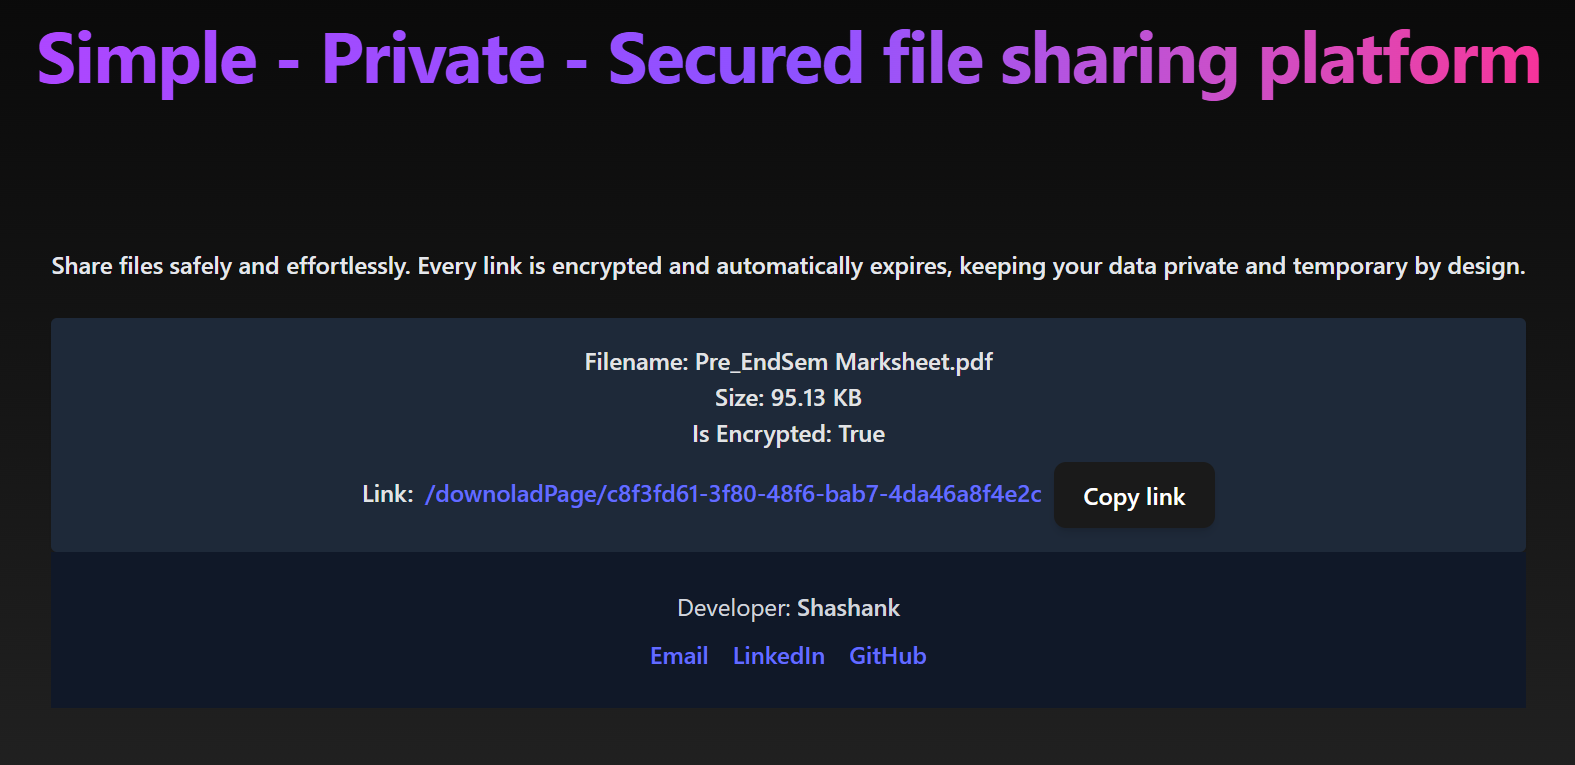 Simple - Private - Secured file sharing platform
Share files safely and effortlessly. Every link is encrypted and automatically expires, keeping your data private and temporary by design.
Filename: Pre_EndSem Marksheet.pdf
Size: 95.13 KB
Is Encrypted: True
Link: /downoladPage/c8f3fd61-3f80-48f6-bab7-4da46a8f4e2c Copy link
Developer: Shashank
Email LinkedIn GitHub